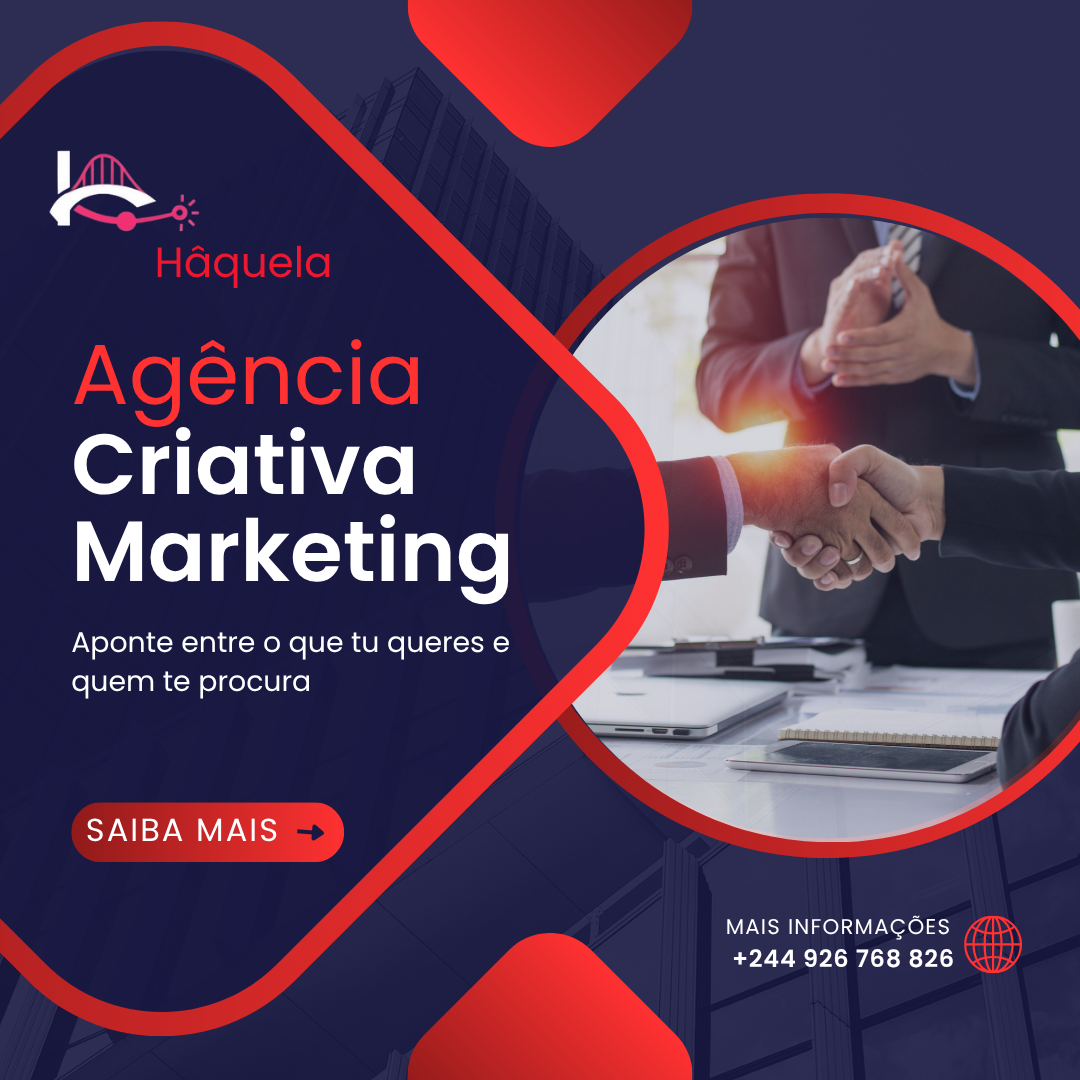 Hâquela
Agência
Criativa
Marketing
Aponte entre o que tu queres e
quem te procura
SAIBA MAIS
MAIS INFORMAÇÕES
+244 926 768 826